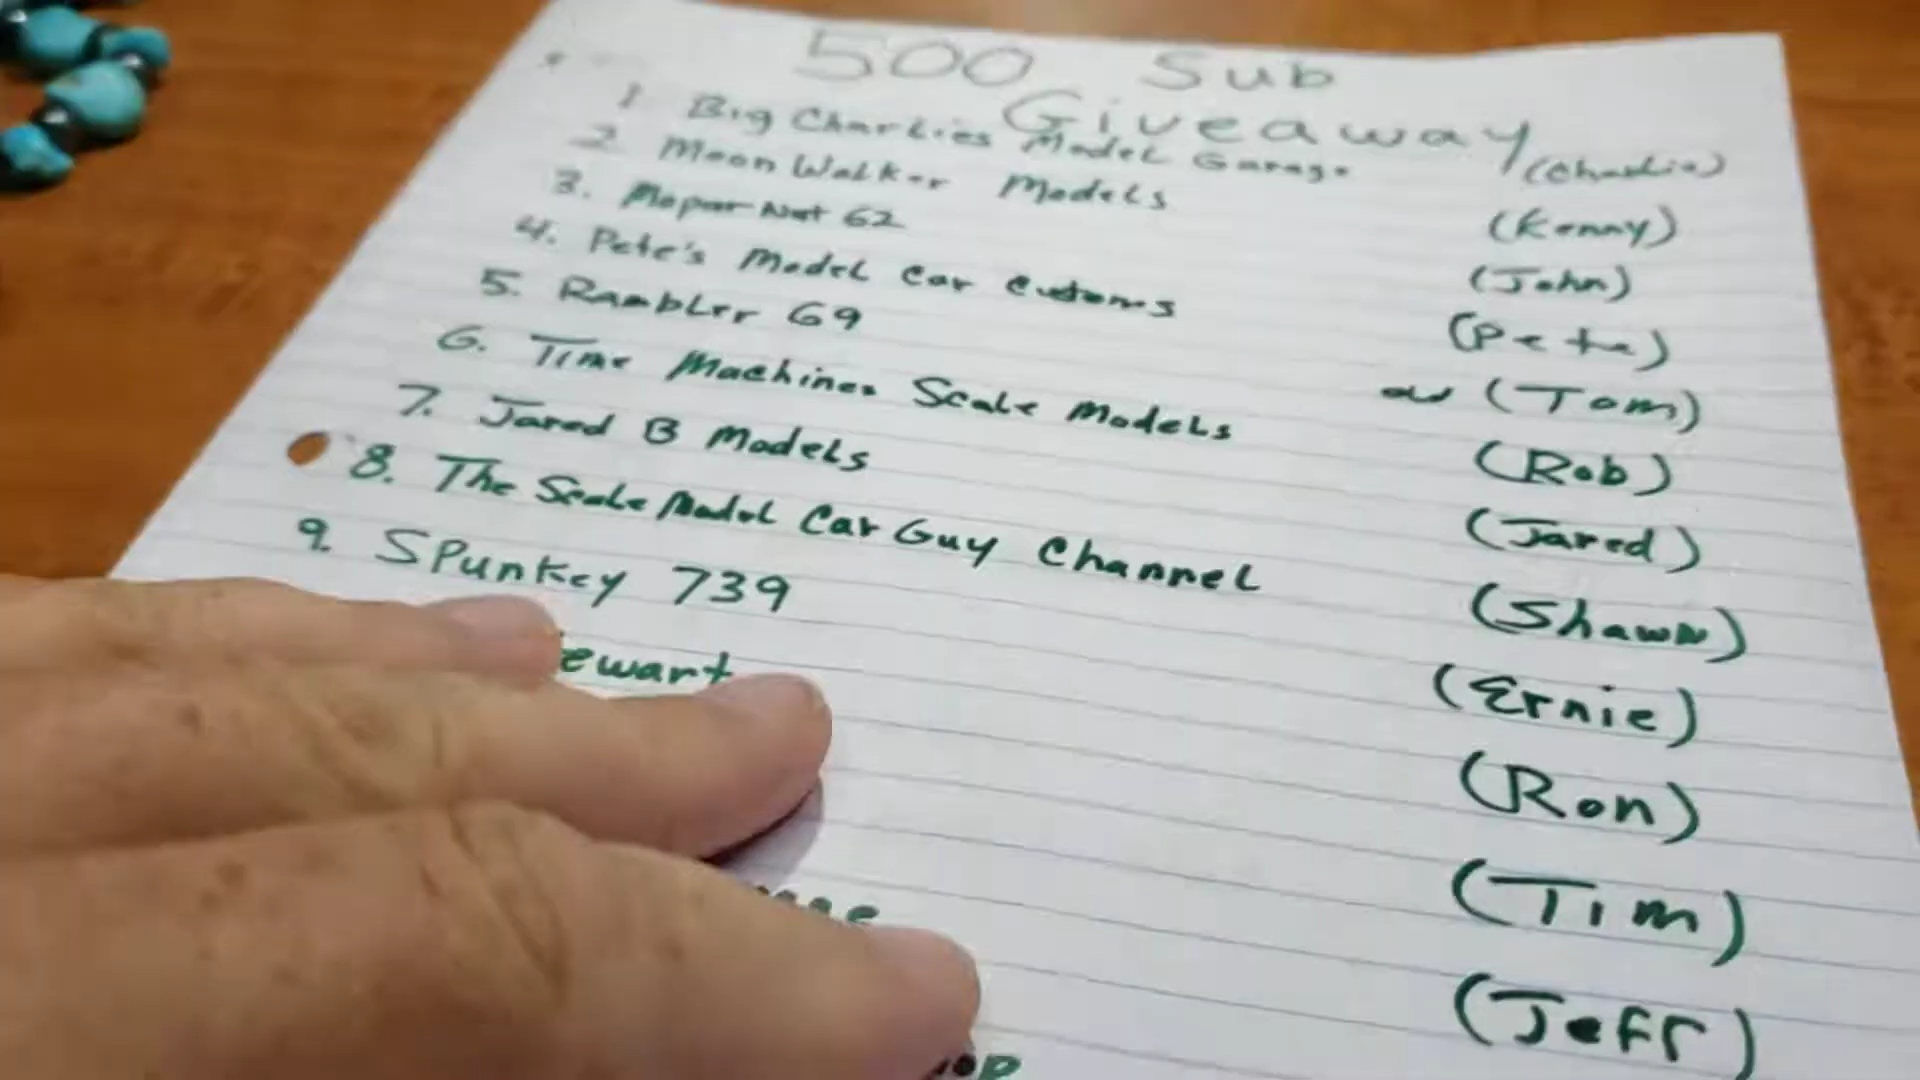 500 Sub
Giveaway
1 Big Charlies Model Garage (Charlie)
2 Moon Walker Models (Kenny)
3. Mopar Nut 62 (John)
4. Pete's Model Car Customs (Pete)
5. Rambler 69 (Tom)
6. Time Machines Scale Models (Rob)
7. Jared B Models (Jared)
8. The Scale Model Car Guy Channel (Shawn)
9. Spunkey 739 (Ernie)
ewart (Ron)
(Tim)
(Jeff)